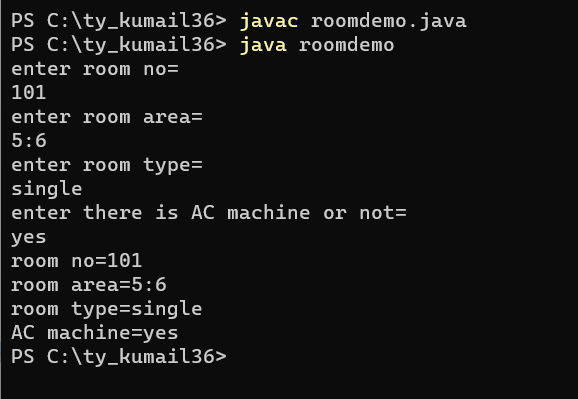 PS C:\ty_kumail36> javac roomdemo.java
PS C:\ty_kumail36> java roomdemo
enter room no=
101
enter room area=
5:6
enter room type=
single
enter there is AC machine or not=
yes
room no=101
room area=5:6
room type=single
AC machine=yes
PS C:\ty_kumail36>